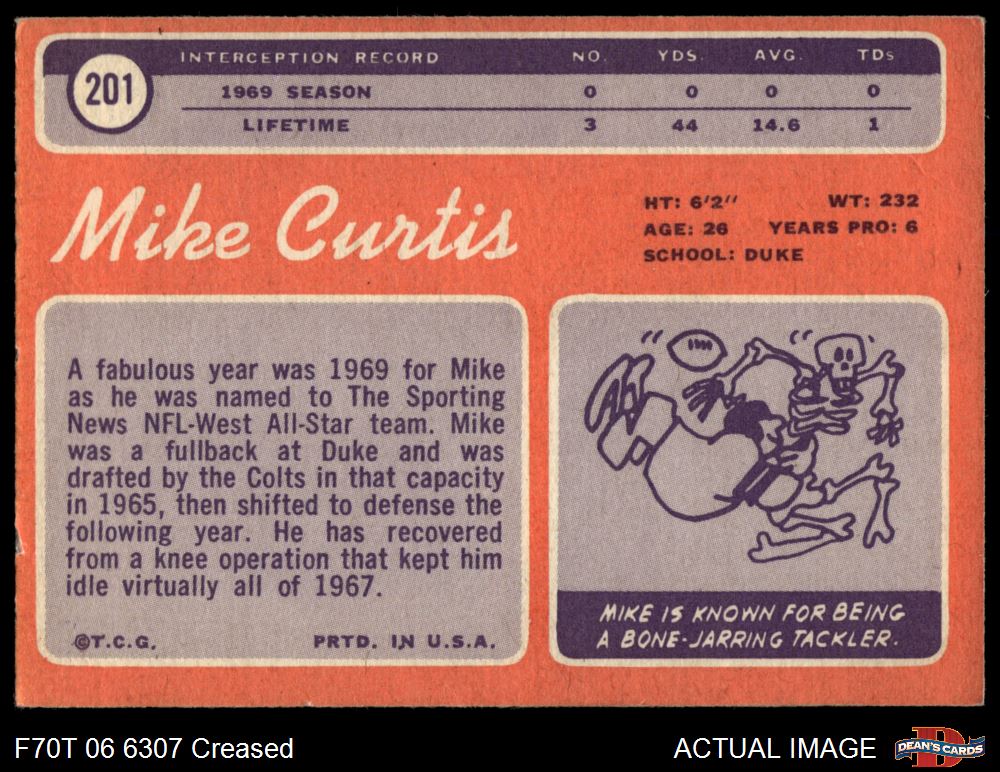 201
INTERCEPTION RECORD NO. YDS. AVG. TDs
1969 SEASON 0 0 0 0
LIFETIME 3 44 14.6 1
Mike Curtis
HT: 6'2" WT: 232
AGE: 26 YEARS PRO: 6
SCHOOL: DUKE
A fabulous year was 1969 for Mike
as he was named to The Sporting
News NFL-West All-Star team. Mike
was a fullback at Duke and was
drafted by the Colts in that capacity
in 1965, then shifted to defense the
following year. He has recovered
from a knee operation that kept him
idle virtually all of 1967.
©T.C.G. PRTD. IN U.S.A.
MIKE IS KNOWN FOR BEING
A BONE-JARRING TACKLER.
F70T 06 6307 Creased
ACTUAL IMAGE
DEAN'S CARDS